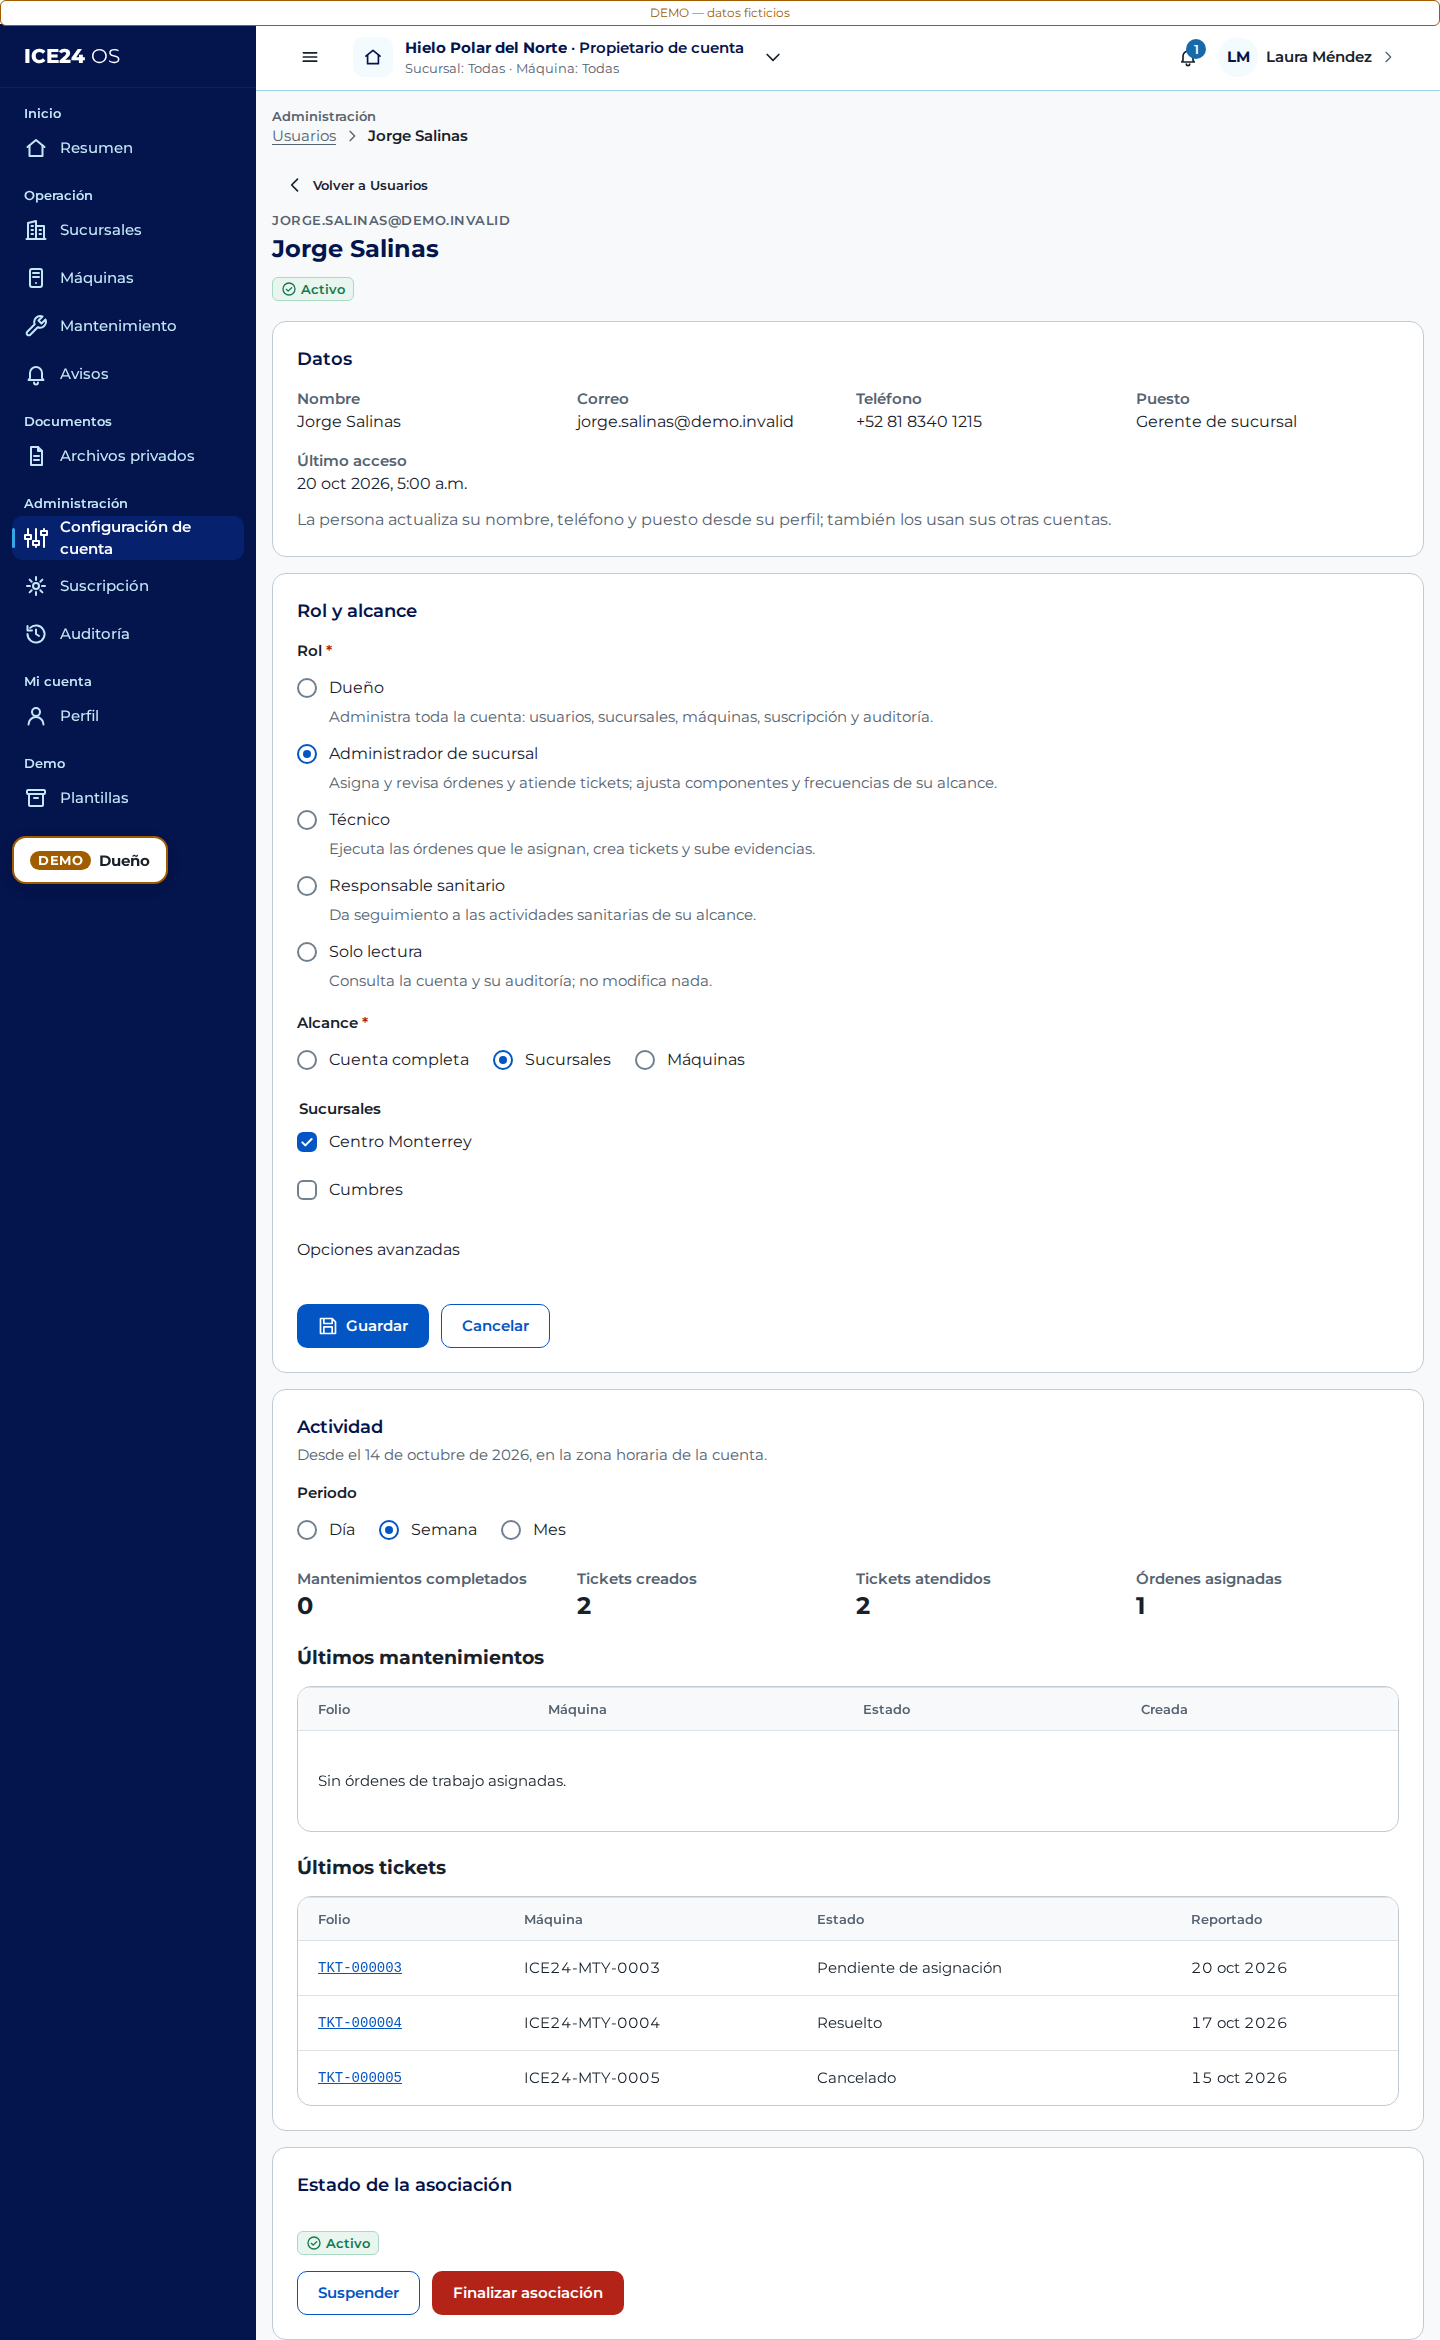 DEMO — datos ficticios
ICE24 OS
Inicio
Resumen
Operación
Sucursales
Máquinas
Mantenimiento
Avisos
Documentos
Archivos privados
Administración
Configuración de
cuenta
Suscripción
Auditoría
Mi cuenta
Perfil
Demo
Plantillas
DEMO Dueño
Hielo Polar del Norte · Propietario de cuenta
Sucursal: Todas · Máquina: Todas
1
LM Laura Méndez
Administración
Usuarios > Jorge Salinas
Volver a Usuarios
JORGE.SALINAS@DEMO.INVALID
Jorge Salinas
Activo
Datos
Nombre Correo Teléfono Puesto
Jorge Salinas jorge.salinas@demo.invalid +52 81 8340 1215 Gerente de sucursal
Último acceso
20 oct 2026, 5:00 a.m.
La persona actualiza su nombre, teléfono y puesto desde su perfil; también los usan sus otras cuentas.
Rol y alcance
Rol *
Dueño
Administra toda la cuenta: usuarios, sucursales, máquinas, suscripción y auditoría.
Administrador de sucursal
Asigna y revisa órdenes y atiende tickets; ajusta componentes y frecuencias de su alcance.
Técnico
Ejecuta las órdenes que le asignan, crea tickets y sube evidencias.
Responsable sanitario
Da seguimiento a las actividades sanitarias de su alcance.
Solo lectura
Consulta la cuenta y su auditoría; no modifica nada.
Alcance *
Cuenta completa Sucursales Máquinas
Sucursales
Centro Monterrey
Cumbres
Opciones avanzadas
Guardar Cancelar
Actividad
Desde el 14 de octubre de 2026, en la zona horaria de la cuenta.
Periodo
Día Semana Mes
Mantenimientos completados Tickets creados Tickets atendidos Órdenes asignadas
0 2 2 1
Últimos mantenimientos
Folio Máquina Estado Creada
Sin órdenes de trabajo asignadas.
Últimos tickets
Folio Máquina Estado Reportado
TKT-000003 ICE24-MTY-0003 Pendiente de asignación 20 oct 2026
TKT-000004 ICE24-MTY-0004 Resuelto 17 oct 2026
TKT-000005 ICE24-MTY-0005 Cancelado 15 oct 2026
Estado de la asociación
Activo
Suspender Finalizar asociación